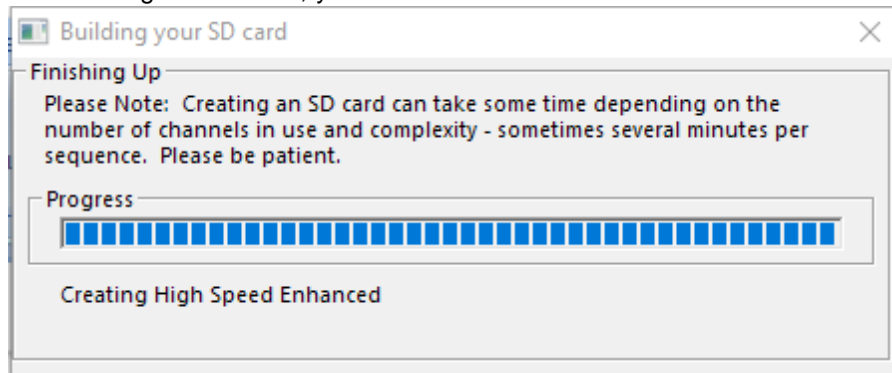 Building your SD card
Finishing Up
Please Note:  Creating an SD card can take some time depending on the
number of channels in use and complexity - sometimes several minutes per
sequence.  Please be patient.
Progress
Creating High Speed Enhanced